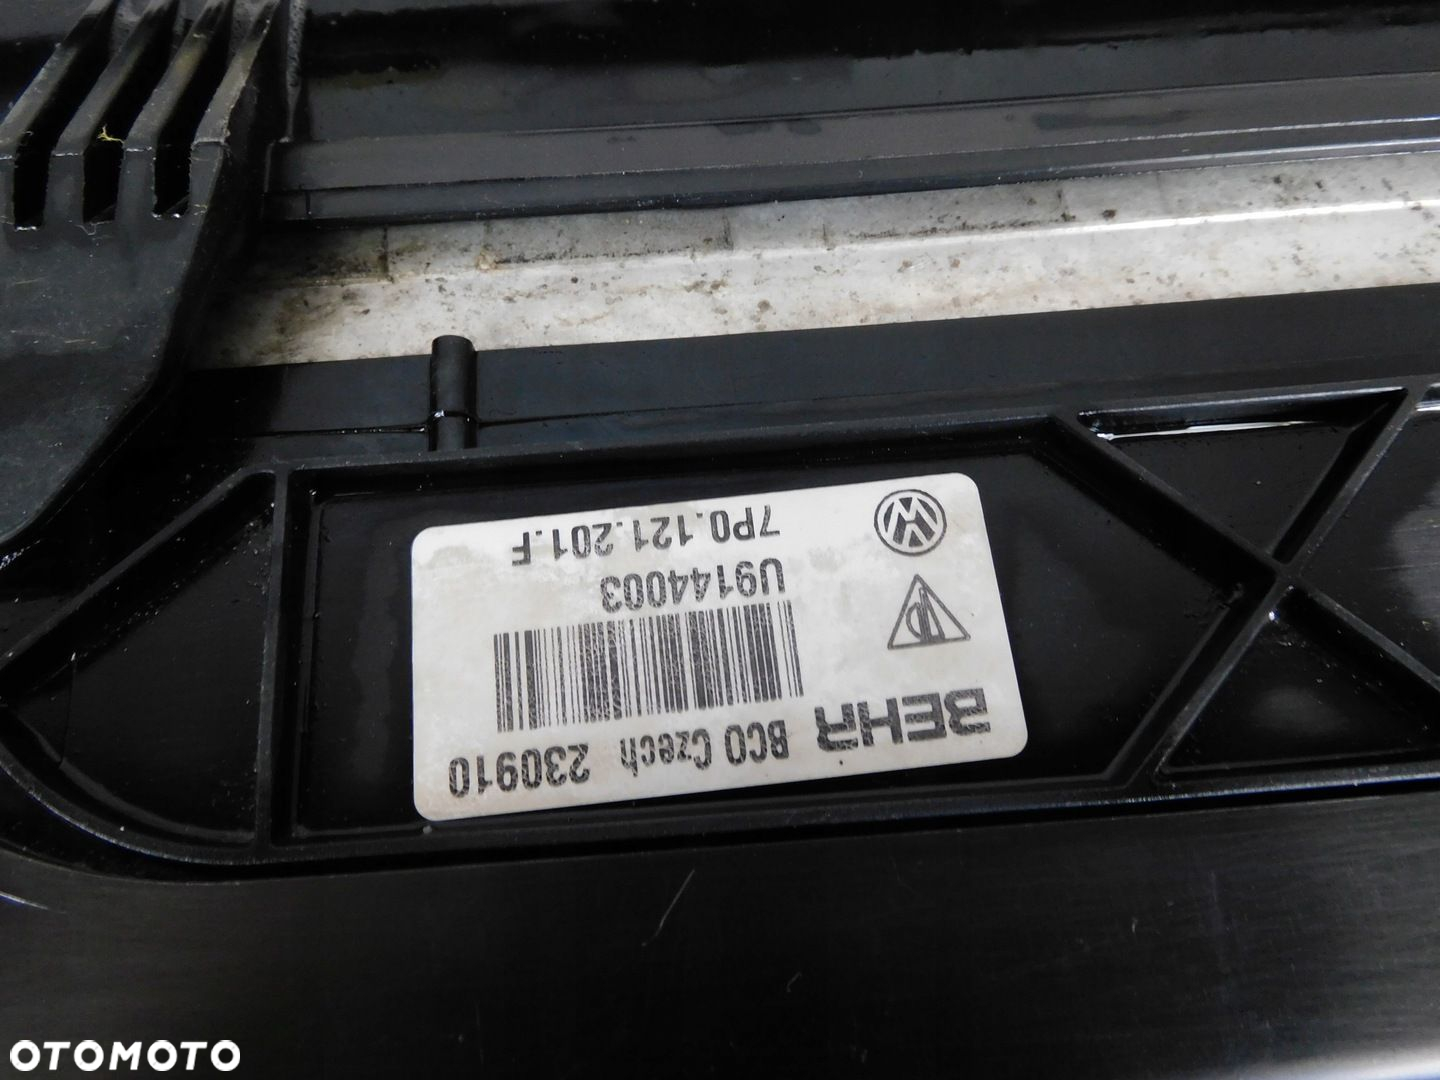 BEHR BCO Czech 230910
U9144003
7P0.121.201.F
OTOMOTO